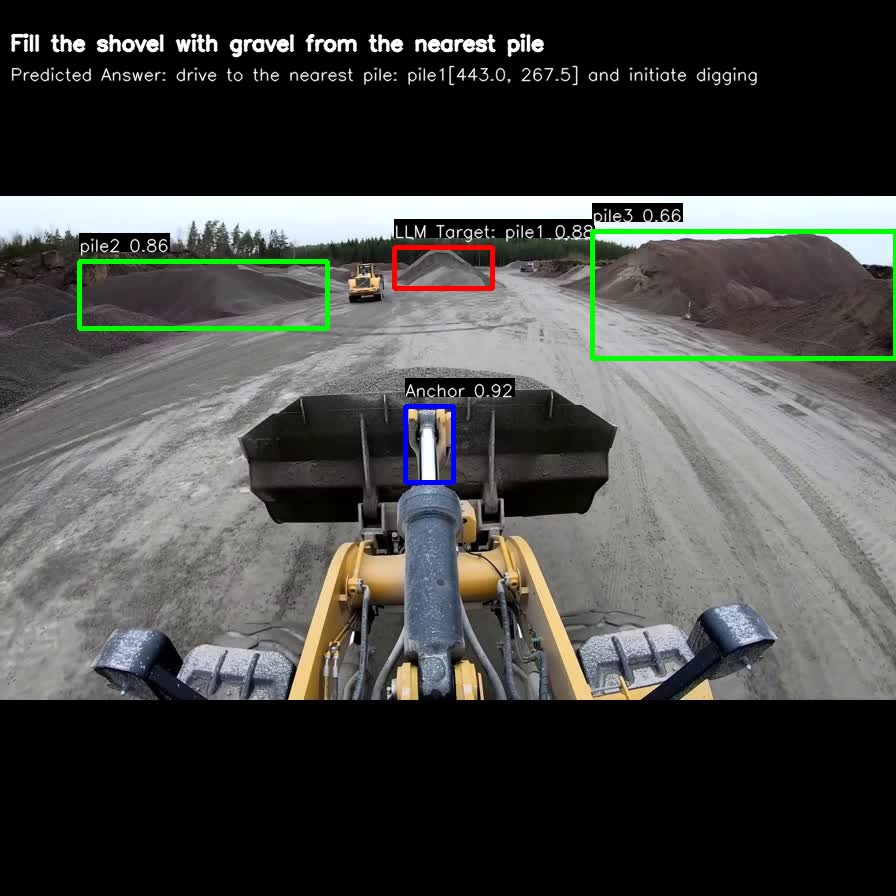 Fill the shovel with gravel from the nearest pile
Predicted Answer: drive to the nearest pile: pile1[443.0, 267.5] and initiate digging
pile3 0.66
LLM Target: pile1 0.88
pile2 0.86
Anchor 0.92